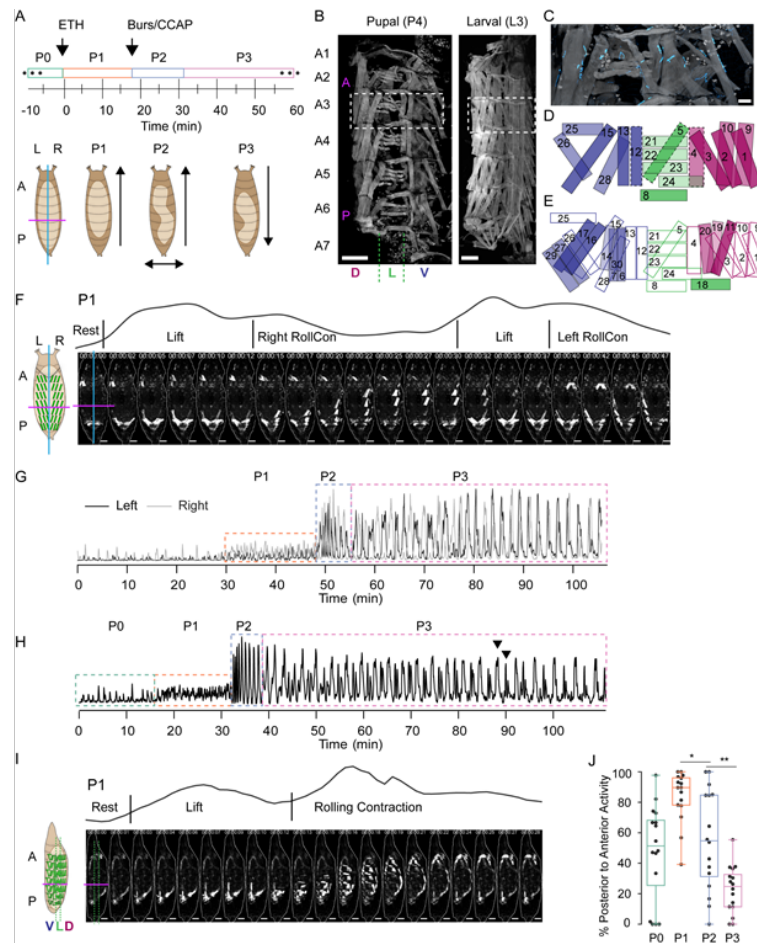 A
ETH
Burs/CCAP
P0 P1 P2 P3
-10 0 10 20 30 40 50 60
Time (min)
L R P1 P2 P3
A
P
B
Pupal (P4) Larval (L3)
A1
A2
A
A3
A4
A5
A6
P
A7
D L V
C
D
25 15 13 12 5 10 9
26 21 4 3 2 1
22
28 23
24
8
E
25 15 13 12 5 4 20 19 11 10
17 16 21
26 22
27 14 23
29 30 24
28 7 6 8 18
3 2 1
F
P1
Rest Lift Right RollCon Lift Left RollCon
L R
A
P
G
P1 P2 P3
Left Right
0 10 20 30 40 50 60 70 80 90 100
Time (min)
H
P0 P1 P2 P3
0 10 20 30 40 50 60 70 80 90 100
Time (min)
I
P1
Rest Lift Rolling Contraction
A
P
V L D
J
* **
% Posterior to Anterior Activity
100
80
60
40
20
0
P0 P1 P2 P3